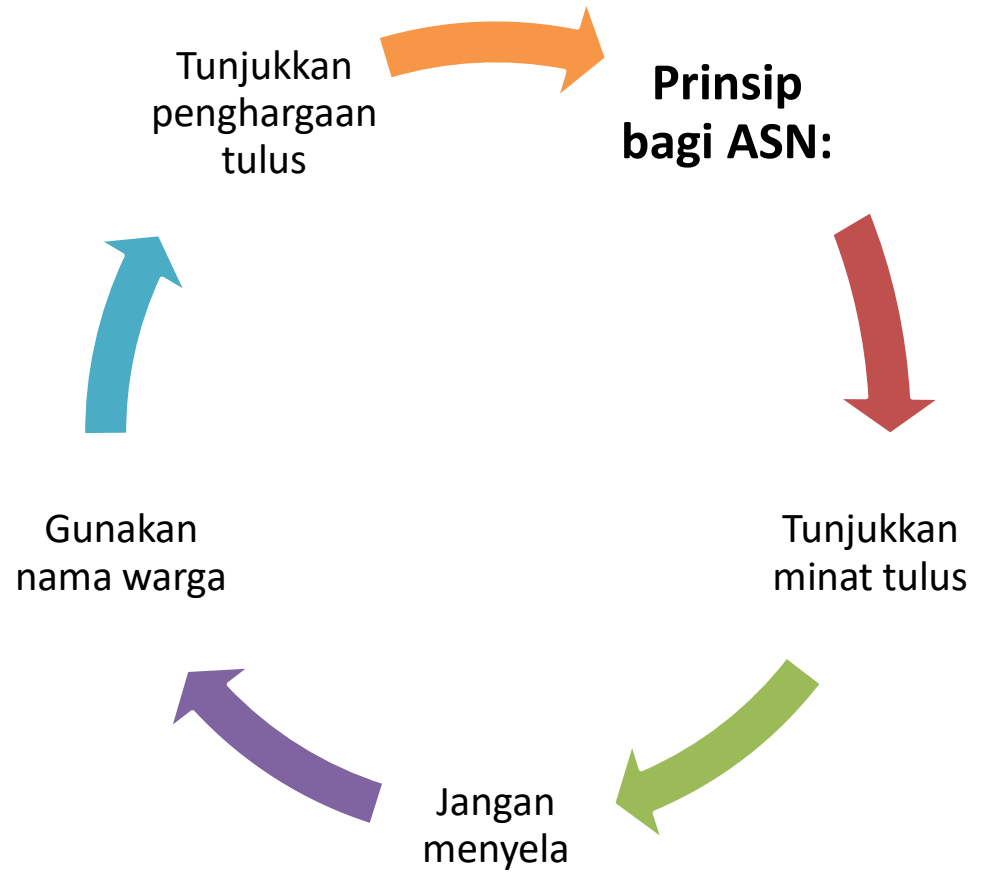 Prinsip
bagi ASN:
Tunjukkan
minat tulus
Jangan
menyela
Gunakan
nama warga
Tunjukkan
penghargaan
tulus